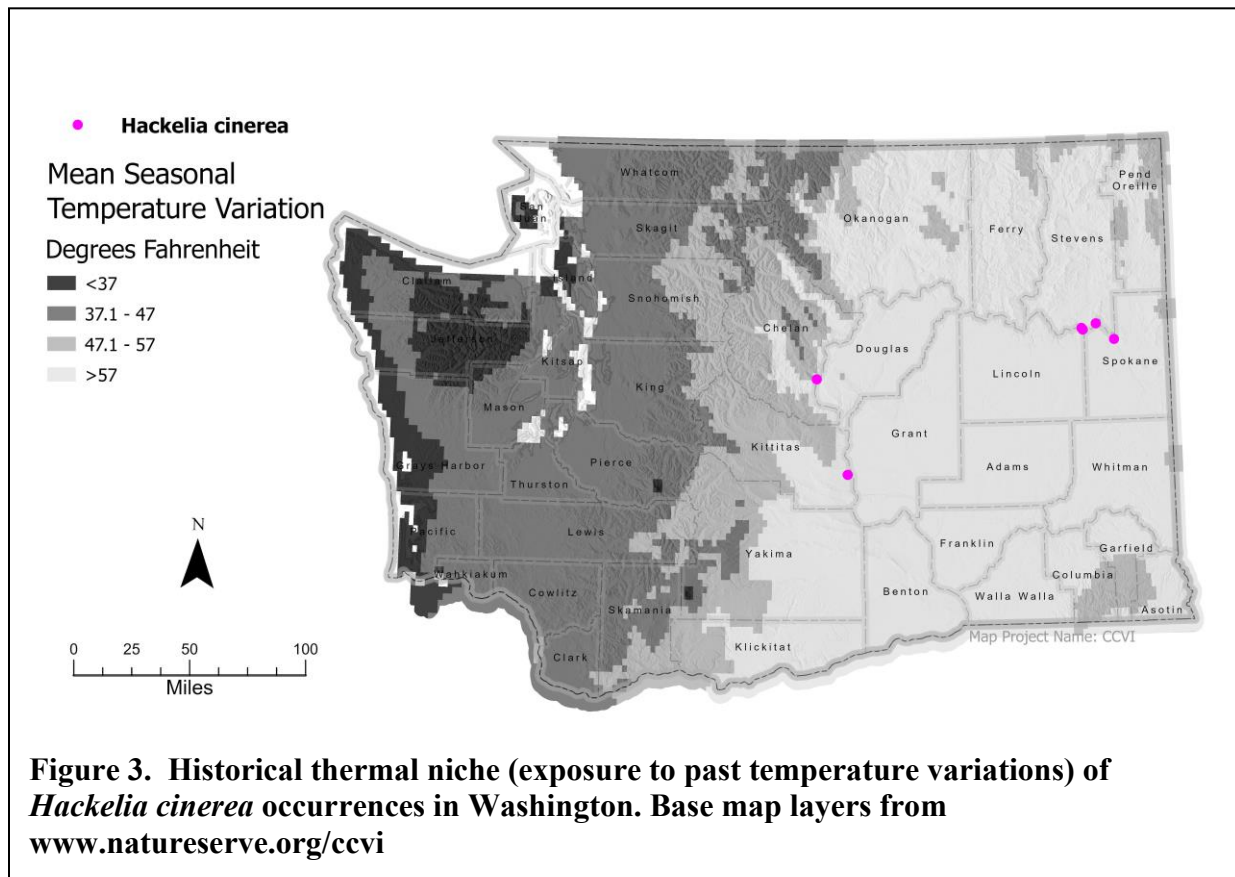 Hackelia cinerea
Mean Seasonal
Temperature Variation
Degrees Fahrenheit
<37
37.1 - 47
47.1 - 57
>57
N
0 25 50 100
Miles
Whatcom
San
Juan
Skagit
Island
Clallam
Snohomish
Jefferson
Kitsap
King
Mason
Grays Harbor
Pierce
Thurston
Pacific
Lewis
Wahkiakum
Cowlitz
Skamania
Clark
Okanogan
Ferry
Stevens
Pend
Oreille
Chelan
Douglas
Lincoln
Spokane
Kittitas
Grant
Adams
Whitman
Yakima
Franklin
Garfield
Columbia
Benton
Walla Walla
Asotin
Klickitat
Map Project Name: CCVI
Figure 3. Historical thermal niche (exposure to past temperature variations) of
Hackelia cinerea occurrences in Washington. Base map layers from
www.natureserve.org/ccvi